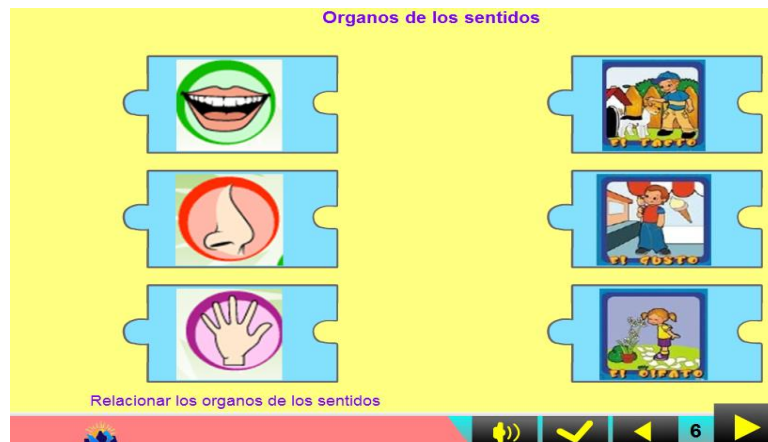 Organos de los sentidos
El TACTO
El GUSTO
El OlFATO
Relacionar los organos de los sentidos
6